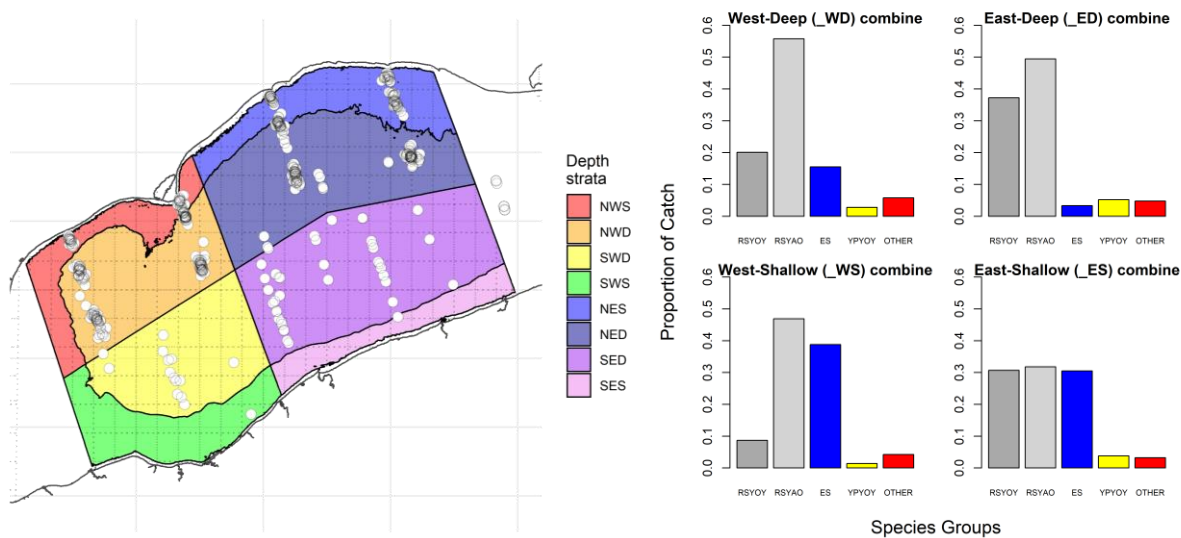 Depth
strata
NWS
NWD
SWD
SWS
NES
NED
SED
SES
Proportion of Catch
West-Deep (_WD) combine
0.6
0.5
0.4
0.3
0.2
0.1
0.0
RSYOY RSYAO ES YPYOY OTHER
East-Deep (_ED) combine
0.6
0.5
0.4
0.3
0.2
0.1
0.0
RSYOY RSYAO ES YPYOY OTHER
West-Shallow (_WS) combine
0.6
0.5
0.4
0.3
0.2
0.1
0.0
RSYOY RSYAO ES YPYOY OTHER
East-Shallow (_ES) combine
0.6
0.5
0.4
0.3
0.2
0.1
0.0
RSYOY RSYAO ES YPYOY OTHER
Species Groups